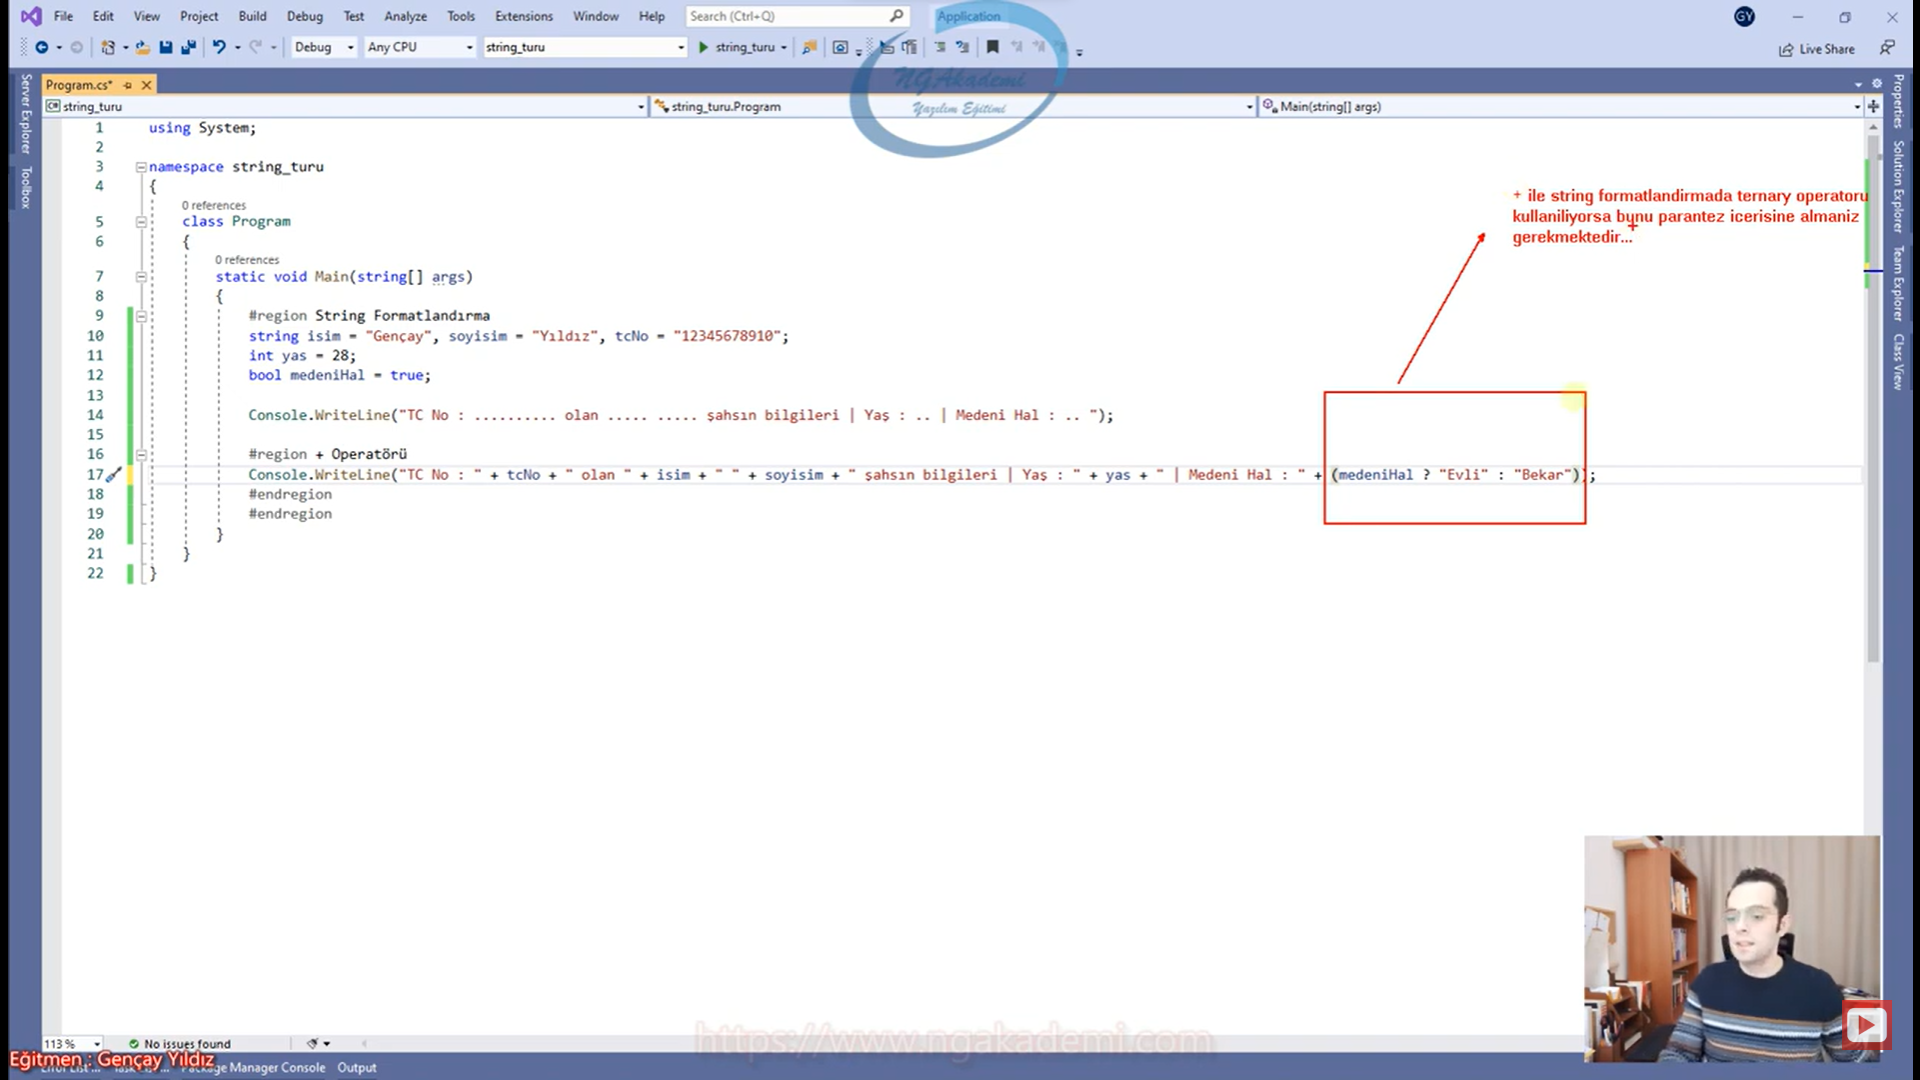 File Edit View Project Build Debug Test Analyze Tools Extensions Window Help Search (Ctrl+Q) Application GY
Debug Any CPU string_turu string_turu Live Share
NGAkademi
Yazılım Eğitimi
Program.cs*
string_turu string_turu.Program Main(string[] args)
Server Explorer
Toolbox
Properties
Solution Explorer
Team Explorer
Class View
1 using System;
2
3 namespace string_turu
4 {
0 references
5 class Program
6 {
0 references
7 static void Main(string[] args)
8 {
9 #region String Formatlandırma
10 string isim = "Gençay", soyisim = "Yıldız", tcNo = "12345678910";
11 int yas = 28;
12 bool medeniHal = true;
13
14 Console.WriteLine("TC No : .......... olan ..... ..... şahsın bilgileri | Yaş : .. | Medeni Hal : .. ");
15
16 #region + Operatörü
17 Console.WriteLine("TC No : " + tcNo + " olan " + isim + " " + soyisim + " şahsın bilgileri | Yaş : " + yas + " | Medeni Hal : " + (medeniHal ? "Evli" : "Bekar"));
18 #endregion
19 #endregion
20 }
21 }
22 }
+ ile string formatlandirmada ternary operatoru
kullaniliyorsa bunu parantez icerisine almaniz
gerekmektedir...
https://www.ngakademi.com
113 % No issues found
Eğitmen : Gençay Yıldız
Package Manager Console Output